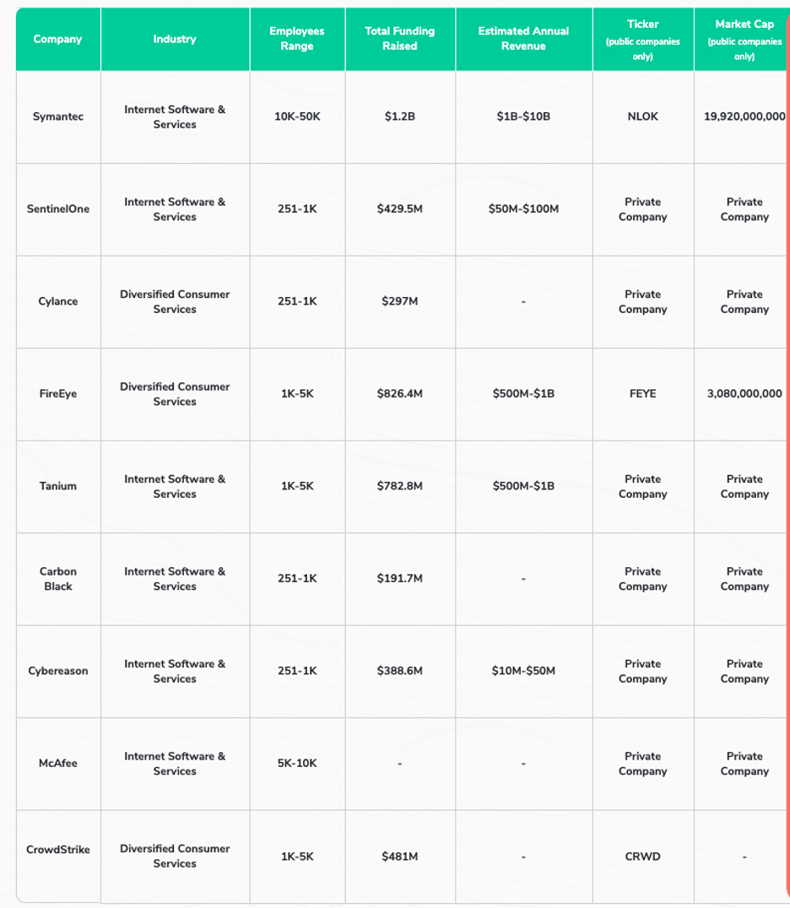 Company Industry Employees Range Total Funding Raised Estimated Annual Revenue Ticker (public companies only) Market Cap (public companies only)
Symantec Internet Software & Services 10K-50K $1.2B $1B-$10B NLOK 19,920,000,000
SentinelOne Internet Software & Services 251-1K $429.5M $50M-$100M Private Company Private Company
Cylance Diversified Consumer Services 251-1K $297M - Private Company Private Company
FireEye Diversified Consumer Services 1K-5K $826.4M $500M-$1B FEYE 3,080,000,000
Tanium Internet Software & Services 1K-5K $782.8M $500M-$1B Private Company Private Company
Carbon Black Internet Software & Services 251-1K $191.7M - Private Company Private Company
Cybereason Internet Software & Services 251-1K $388.6M $10M-$50M Private Company Private Company
McAfee Internet Software & Services 5K-10K - - Private Company Private Company
CrowdStrike Diversified Consumer Services 1K-5K $481M - CRWD -